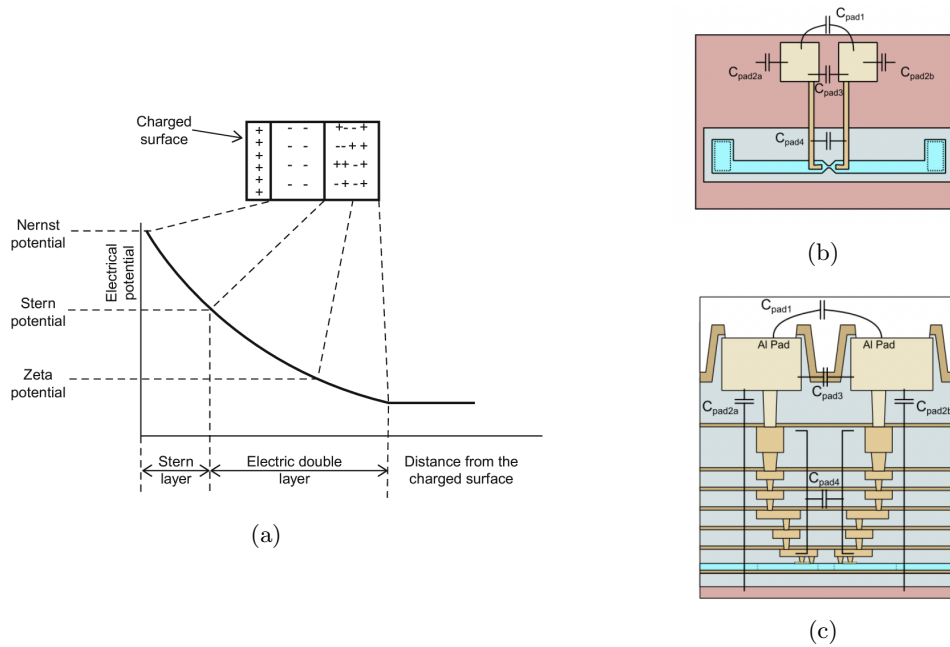 Charged
surface
+
+
+
+
+
+
- -
- -
- -
- -
+--+
--++
++-+
-+-+
Nernst
potential
Stern
potential
Zeta
potential
Electrical
potential
Stern
layer
Electric double
layer
Distance from the
charged surface
(a)
Cpad1
Cpad2a
Cpad2b
Cpad3
Cpad4
(b)
Cpad1
Al Pad
Al Pad
Cpad3
Cpad2a
Cpad2b
Cpad4
(c)